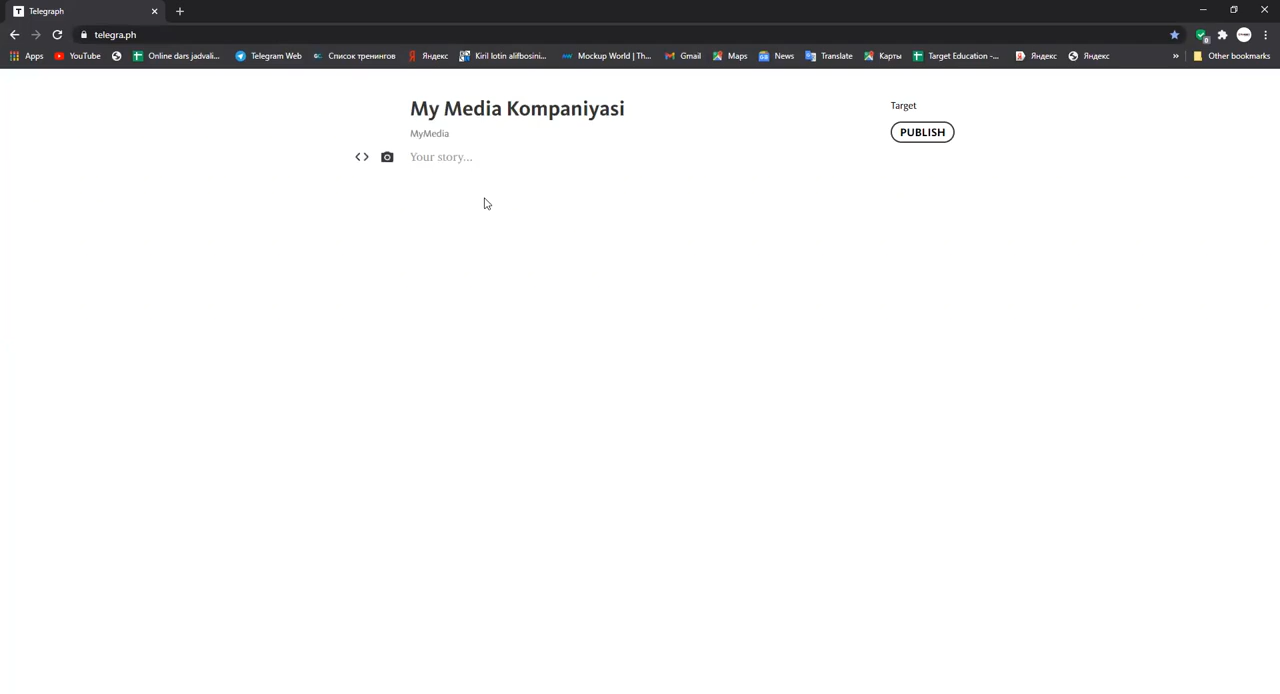 Telegraph
telegra.ph
Apps YouTube Online dars jadvali... Telegram Web Список тренингов Яндекс Kiril lotin alifbosini... Mockup World | Th... Gmail Maps News Translate Карты Target Education -... Яндекс Яндекс » Other bookmarks
My Media Kompaniyasi
Target
MyMedia
PUBLISH
Your story...